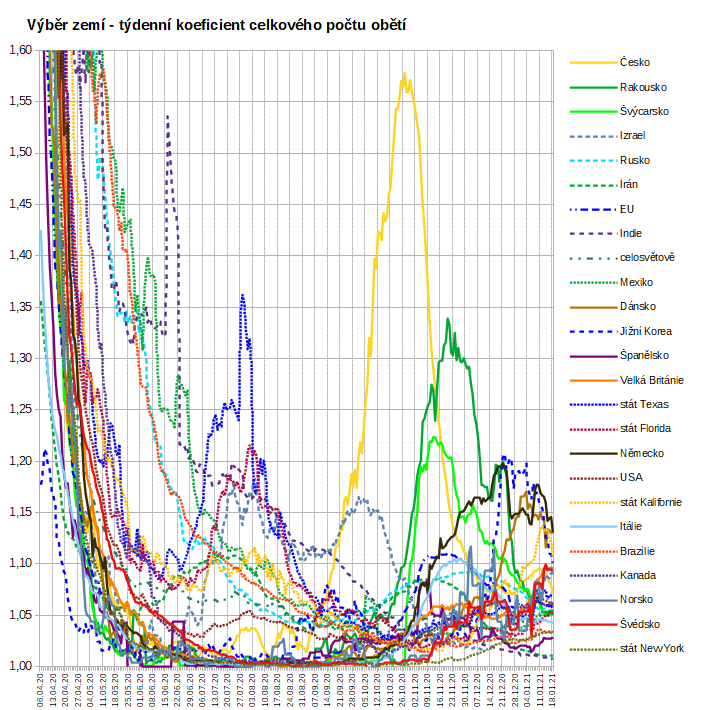 Výběr zemí - týdenní koeficient celkového počtu obětí
1,60
1,55
1,50
1,45
1,40
1,35
1,30
1,25
1,20
1,15
1,10
1,05
1,00
Česko
Rakousko
Švýcarsko
Izrael
Rusko
Írán
EU
Indie
celosvětově
Mexiko
Dánsko
Jižní Korea
Španělsko
Velká Británie
stát Texas
stát Florida
Německo
USA
stát Kalifornie
Itálie
Brazílie
Kanada
Norsko
Švédsko
stát NewYork
06.04.20
13.04.20
20.04.20
27.04.20
04.05.20
11.05.20
18.05.20
25.05.20
01.06.20
08.06.20
15.06.20
22.06.20
29.06.20
06.07.20
13.07.20
20.07.20
27.07.20
03.08.20
10.08.20
17.08.20
24.08.20
31.08.20
07.09.20
14.09.20
21.09.20
28.09.20
05.10.20
12.10.20
19.10.20
26.10.20
02.11.20
09.11.20
16.11.20
23.11.20
30.11.20
07.12.20
14.12.20
21.12.20
28.12.20
04.01.21
11.01.21
18.01.21